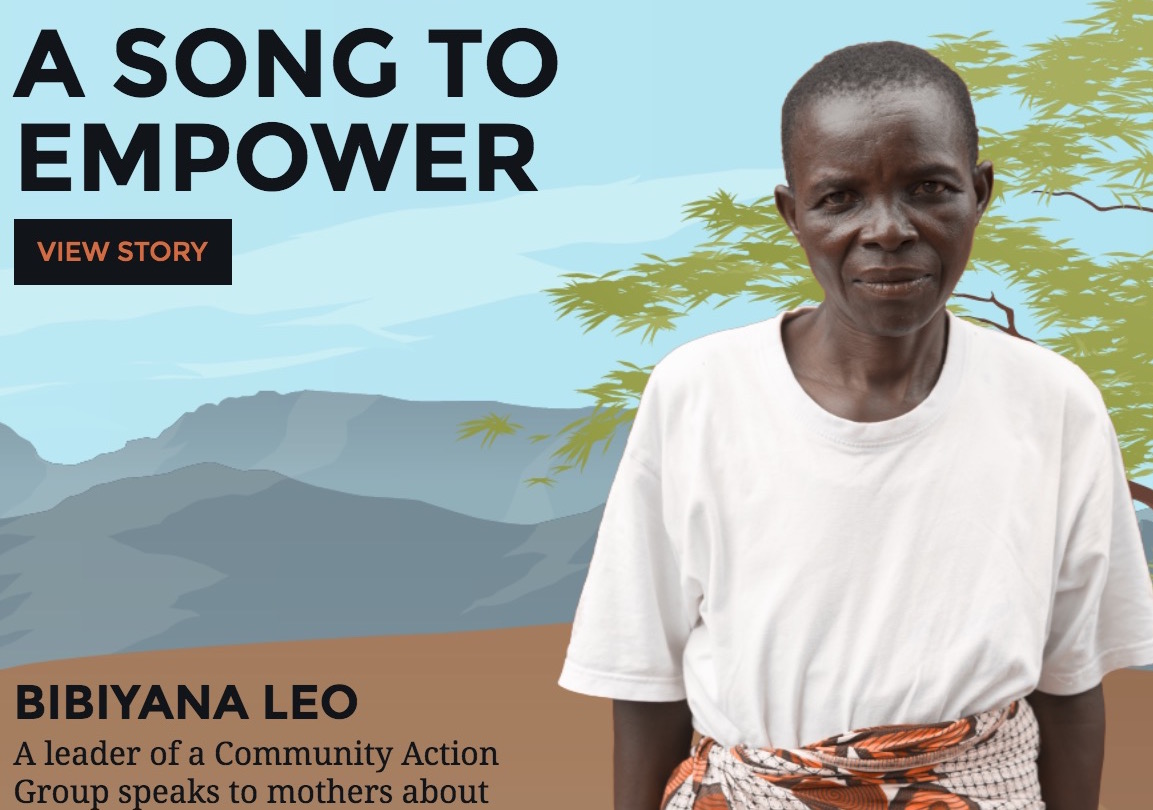 A SONG TO
EMPOWER
VIEW STORY
BIBIYANA LEO
A leader of a Community Action
Group speaks to mothers about